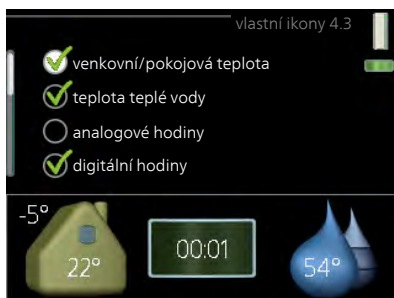 vlastní ikony 4.3
venkovní/pokojová teplota
teplota teplé vody
analogové hodiny
digitální hodiny
-5°
22°
00:01
54°